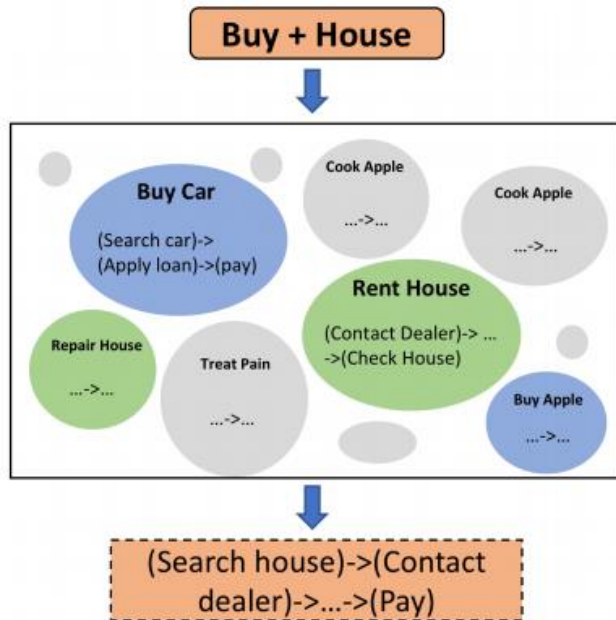 Buy + House
Buy Car
(Search car)->
(Apply loan)->(pay)
Cook Apple
...->...
Cook Apple
...->...
Rent House
(Contact Dealer)-> ...
->(Check House)
Repair House
...->...
Treat Pain
...->...
Buy Apple
...->...
(Search house)->(Contact
dealer)->...->(Pay)